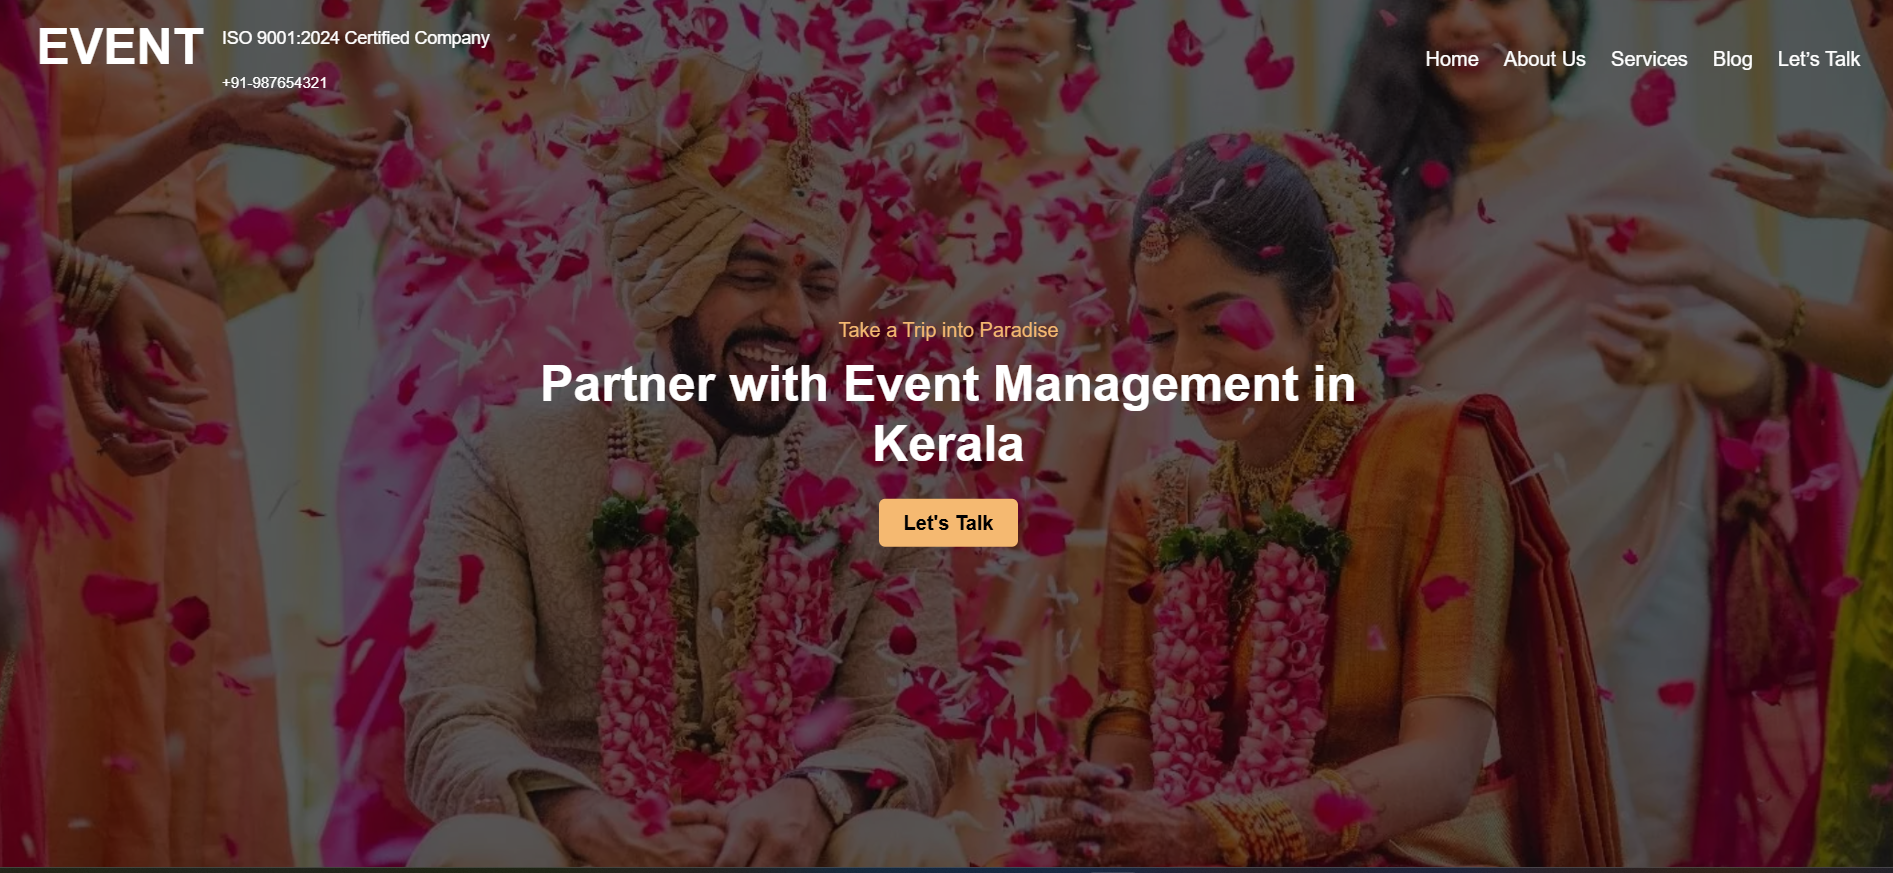 EVENT
ISO 9001:2024 Certified Company
+91-987654321
Home About Us Services Blog Let’s Talk
Take a Trip into Paradise
Partner with Event Management in
Kerala
Let's Talk